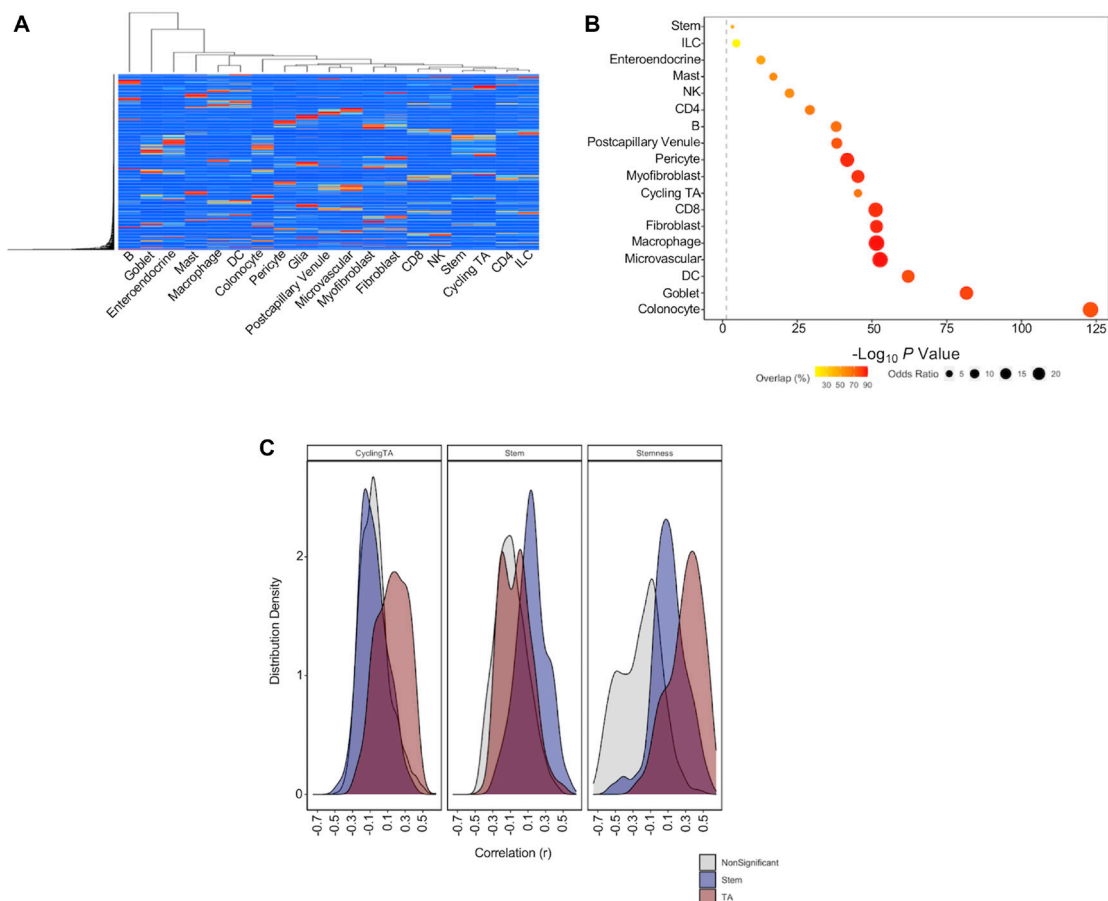 A
B
Goblet
Enteroendocrine
Mast
Macrophage
DC
Colonocyte
Pericyte
Glia
Postcapillary Venule
Microvascular
Myofibroblast
Fibroblast
CD8
NK
Stem
Cycling TA
CD4
ILC
B
Stem
ILC
Enteroendocrine
Mast
NK
CD4
B
Postcapillary Venule
Pericyte
Myofibroblast
Cycling TA
CD8
Fibroblast
Macrophage
Microvascular
DC
Goblet
Colonocyte
0 25 50 75 100 125
-Log10 P Value
Overlap (%) 30 50 70 90 Odds Ratio 5 10 15 20
C
CyclingTA Stem Stemness
Distribution Density
2
1
0
-0.7 -0.5 -0.3 -0.1 0.1 0.3 0.5 -0.7 -0.5 -0.3 -0.1 0.1 0.3 0.5 -0.7 -0.5 -0.3 -0.1 0.1 0.3 0.5
Correlation (r)
NonSignificant
Stem
TA